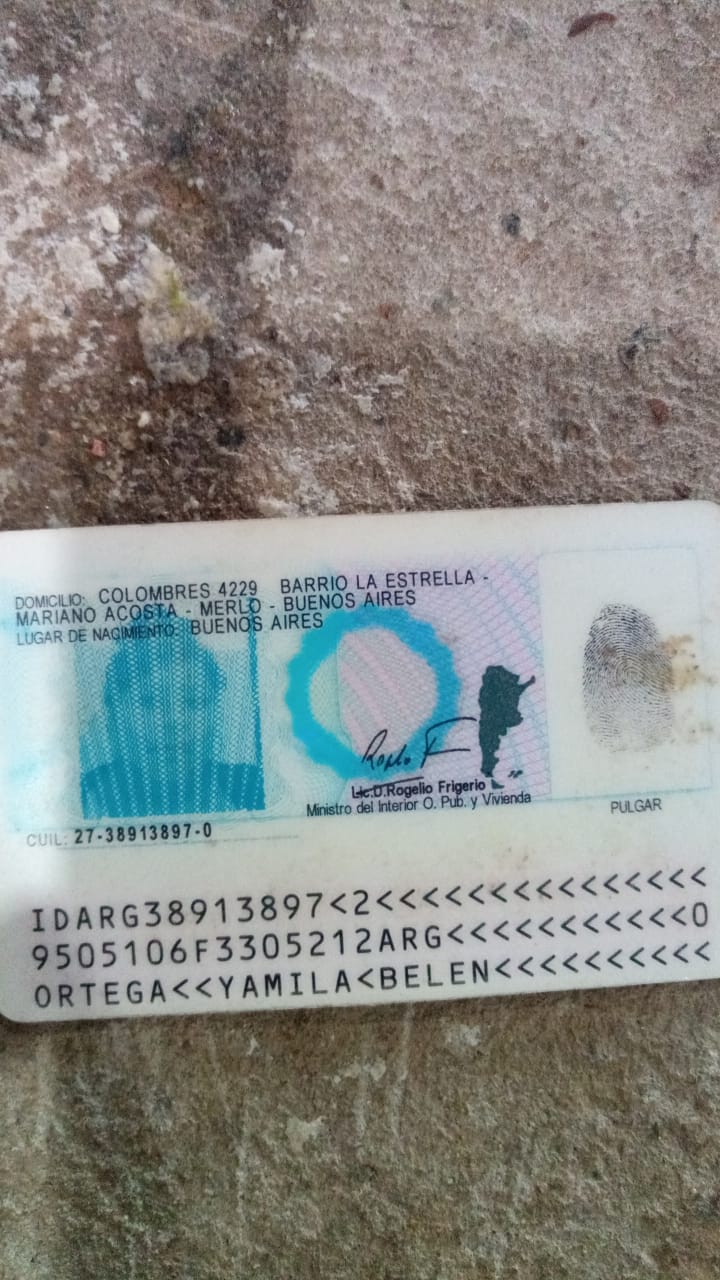 DOMICILIO: COLOMBRES 4229 BARRIO LA ESTRELLA -
MARIANO ACOSTA - MERLO - BUENOS AIRES
LUGAR DE NACIMIENTO: BUENOS AIRES
Lic.D.Rogelio Frigerio
Ministro del Interior O. Pub. y Vivienda
PULGAR
CUIL: 27-38913897-0
IDARG38913897<2<<<<<<<<<<<<<<<
9505106F3305212ARG<<<<<<<<<<<0
ORTEGA<<YAMILA<BELEN<<<<<<<<<<